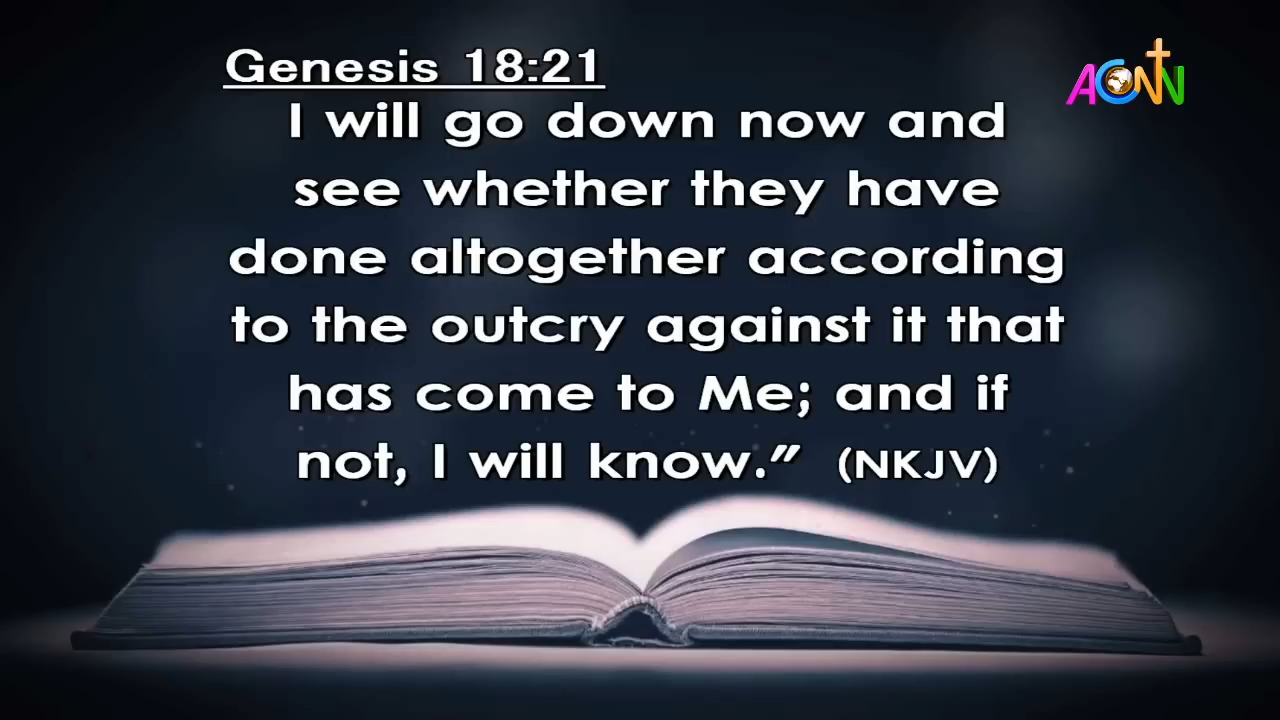 Genesis 18:21
ACNN
I will go down now and
see whether they have
done altogether according
to the outcry against it that
has come to Me; and if
not, I will know.” (NKJV)